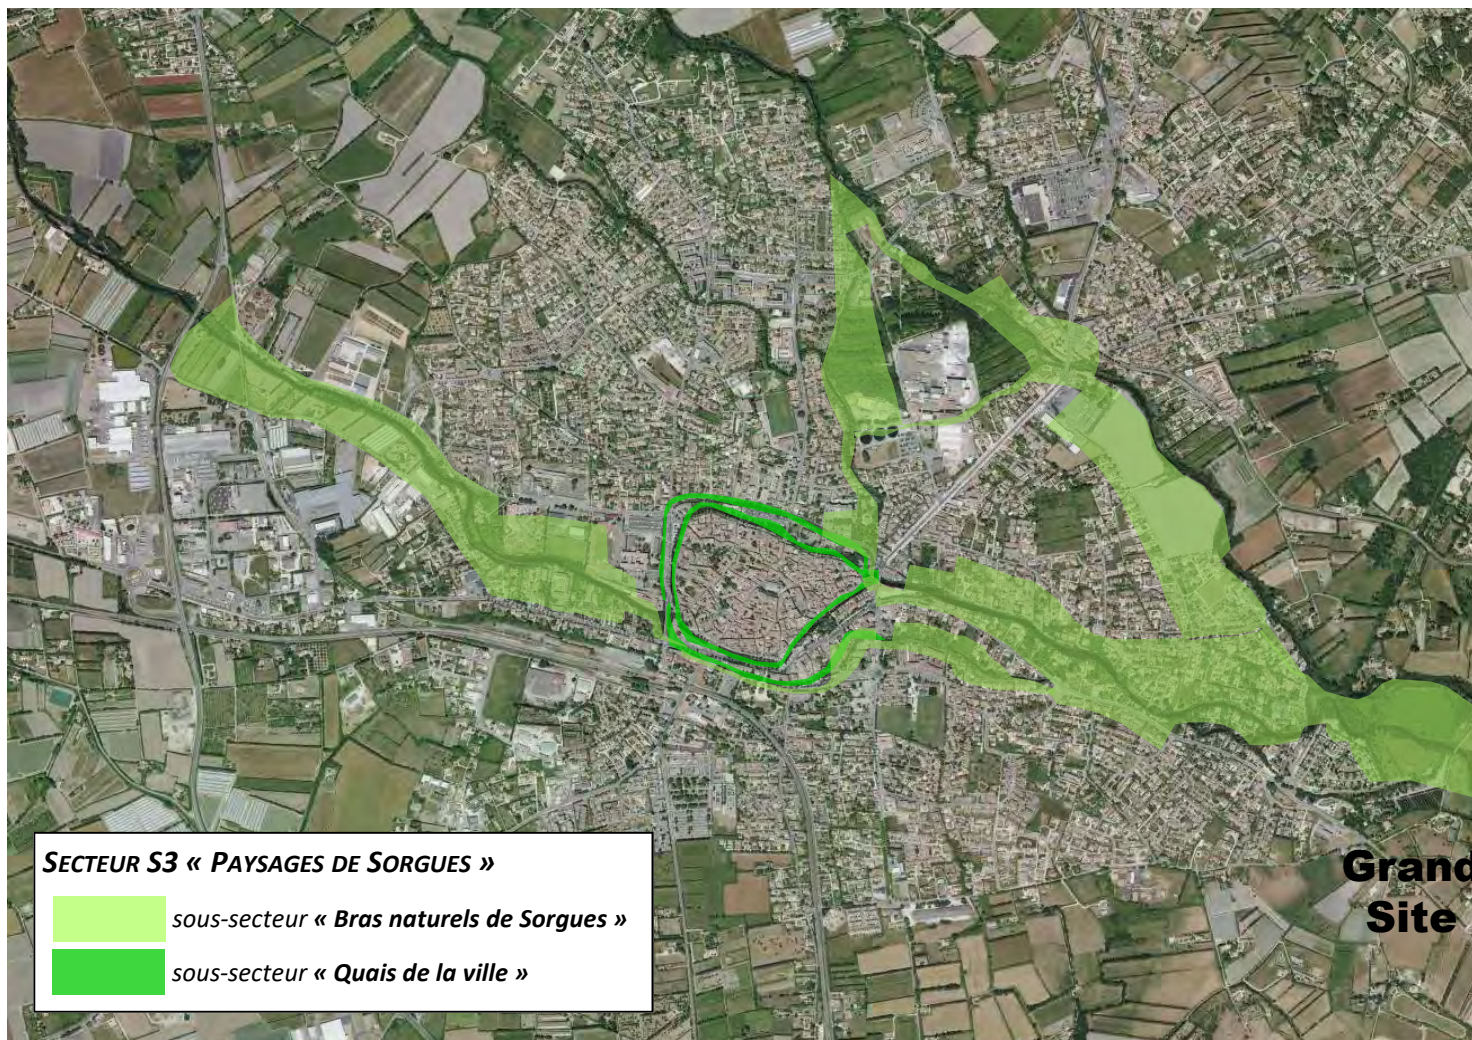 SECTEUR S3 « PAYSAGES DE SORGUES »
sous-secteur « Bras naturels de Sorgues »
sous-secteur « Quais de la ville »
Grand
Site